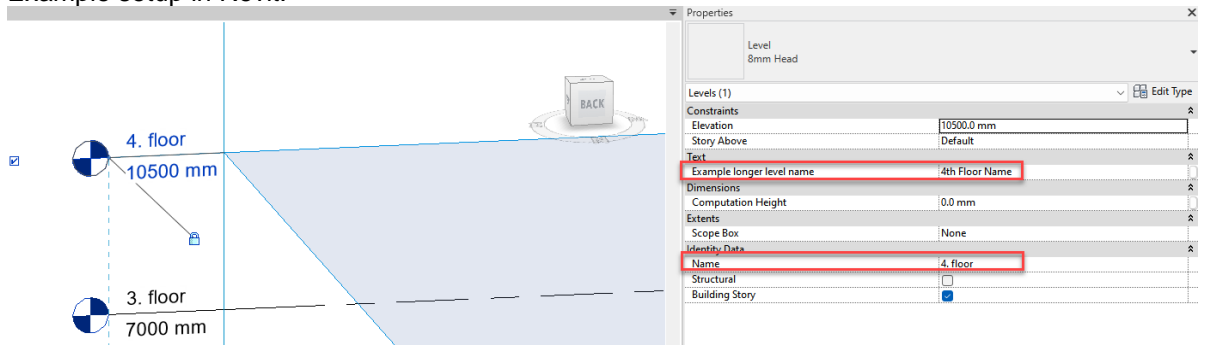 Example setup in Revit:
4. floor
10500 mm
3. floor
7000 mm
BACK
Properties
Level
8mm Head
Levels (1)
Edit Type
Constraints
Elevation 10500.0 mm
Story Above Default
Text
Example longer level name 4th Floor Name
Dimensions
Computation Height 0.0 mm
Extents
Scope Box None
Identity Data
Name 4. floor
Structural
Building Story